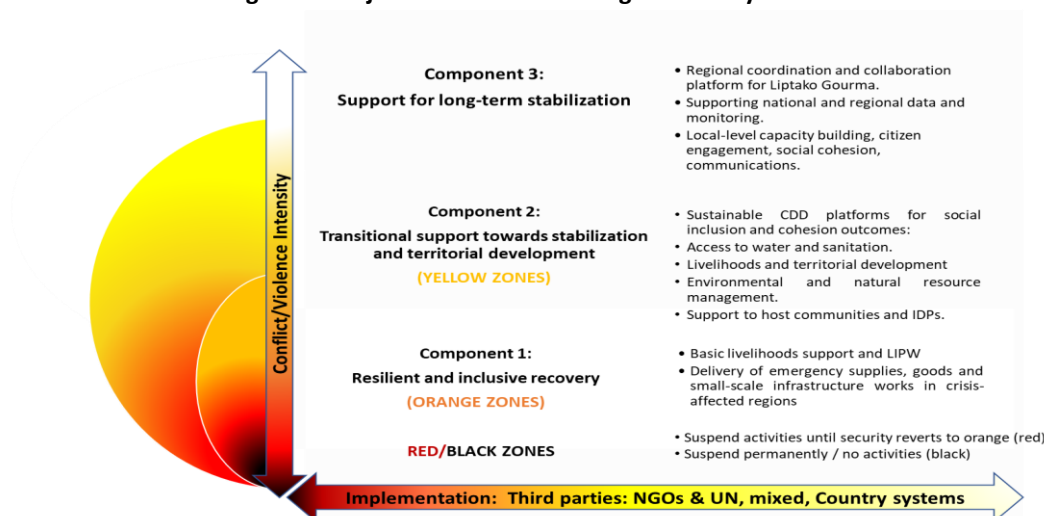 Component 3:
Support for long-term stabilization
• Regional coordination and collaboration
platform for Liptako Gourma.
• Supporting national and regional data and
monitoring.
• Local-level capacity building, citizen
engagement, social cohesion,
communications.
Conflict/Violence Intensity
Component 2:
Transitional support towards stabilization
and territorial development
(YELLOW ZONES)
• Sustainable CDD platforms for social
inclusion and cohesion outcomes:
• Access to water and sanitation.
• Livelihoods and territorial development
• Environmental and natural resource
management.
• Support to host communities and IDPs.
Component 1:
Resilient and inclusive recovery
(ORANGE ZONES)
• Basic livelihoods support and LIPW
• Delivery of emergency supplies, goods and
small-scale infrastructure works in crisis-
affected regions
RED/BLACK ZONES
• Suspend activities until security reverts to orange (red)
• Suspend permanently / no activities (black)
Implementation: Third parties: NGOs & UN, mixed, Country systems